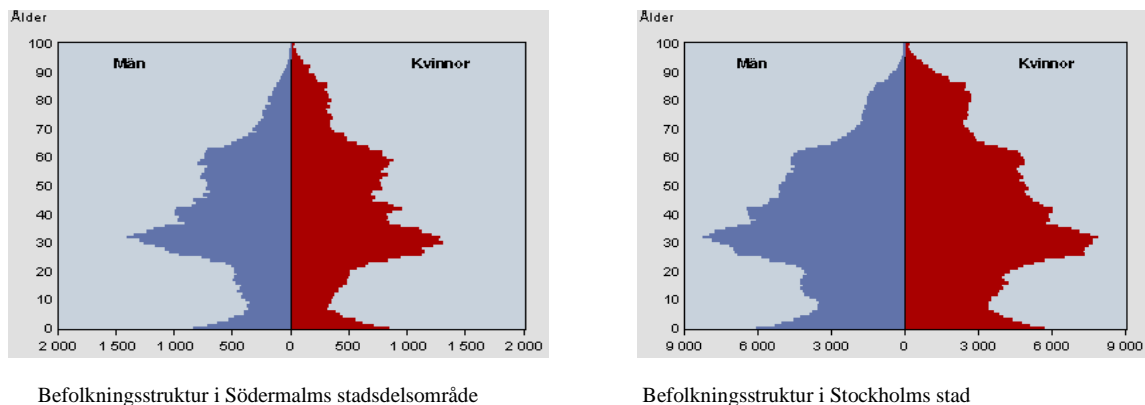 Ålder
Män Kvinnor
100
90
80
70
60
50
40
30
20
10
0
2 000 1 500 1 000 500 0 500 1 000 1 500 2 000
Befolkningsstruktur i Södermalms stadsdelsområde
Ålder
Män Kvinnor
100
90
80
70
60
50
40
30
20
10
0
9 000 6 000 3 000 0 3 000 6 000 9 000
Befolkningsstruktur i Stockholms stad